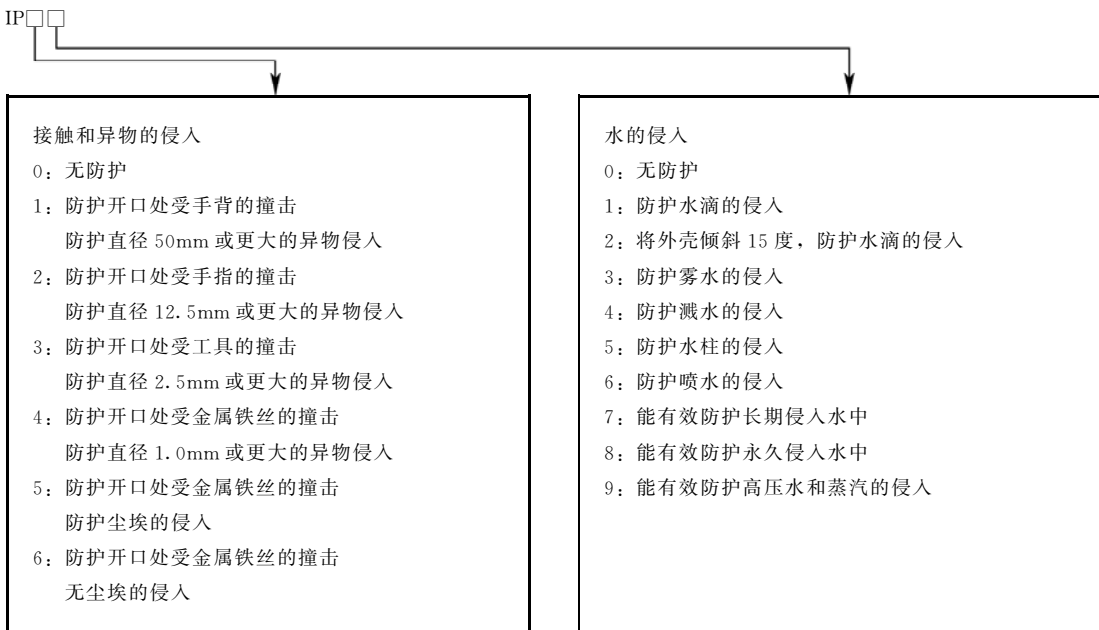 IP□□
接触和异物的侵入
0：无防护
1：防护开口处受手背的撞击
防护直径 50mm 或更大的异物侵入
2：防护开口处受手指的撞击
防护直径 12.5mm 或更大的异物侵入
3：防护开口处受工具的撞击
防护直径 2.5mm 或更大的异物侵入
4：防护开口处受金属铁丝的撞击
防护直径 1.0mm 或更大的异物侵入
5：防护开口处受金属铁丝的撞击
防护尘埃的侵入
6：防护开口处受金属铁丝的撞击
无尘埃的侵入
水的侵入
0：无防护
1：防护水滴的侵入
2：将外壳倾斜 15 度，防护水滴的侵入
3：防护雾水的侵入
4：防护溅水的侵入
5：防护水柱的侵入
6：防护喷水的侵入
7：能有效防护长期侵入水中
8：能有效防护永久侵入水中
9：能有效防护高压水和蒸汽的侵入